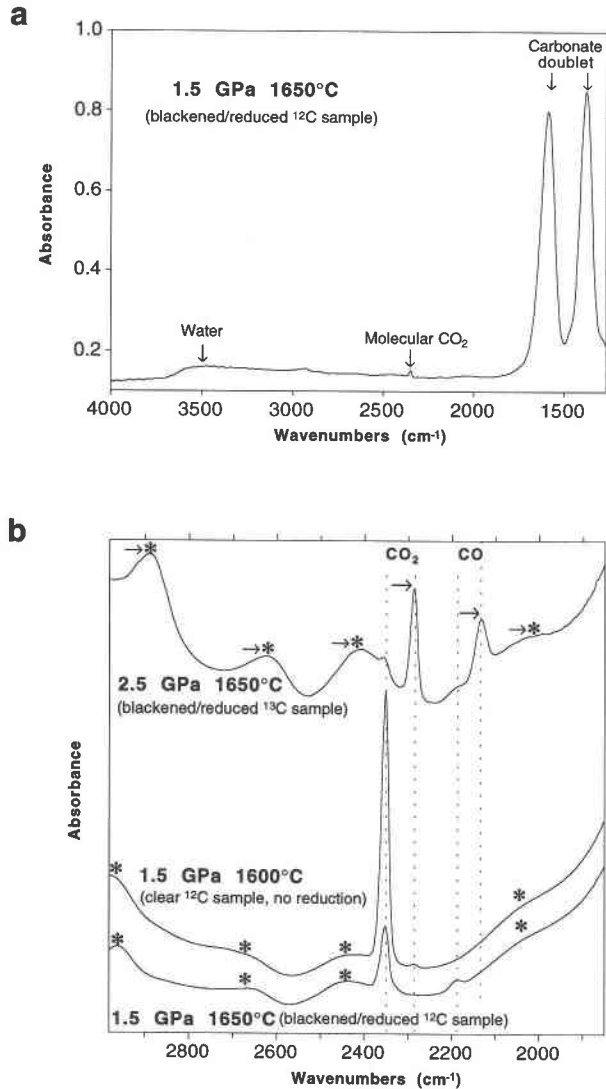 a
1.0
Carbonate
doublet
1.5 GPa 1650°C
(blackened/reduced ¹²C sample)
0.8
Absorbance
0.6
0.4
Water
Molecular CO₂
0.2
4000 3500 3000 2500 2000 1500
Wavenumbers (cm⁻¹)
b
CO₂ CO
→* → → →*
→* →*
2.5 GPa 1650°C
(blackened/reduced ¹³C sample)
Absorbance
* 1.5 GPa 1600°C *
(clear ¹²C sample, no reduction)
* * * *
* *
1.5 GPa 1650°C (blackened/reduced ¹²C sample)
2800 2600 2400 2200 2000
Wavenumbers (cm⁻¹)